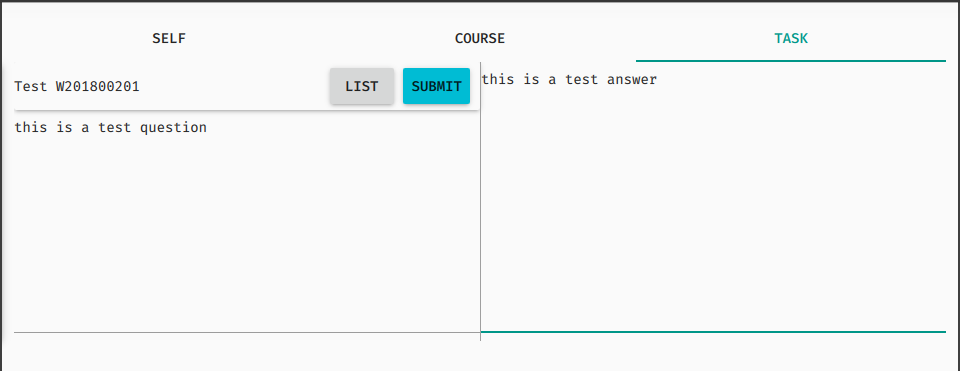 SELF COURSE TASK
Test W201800201 LIST SUBMIT
this is a test question
this is a test answer